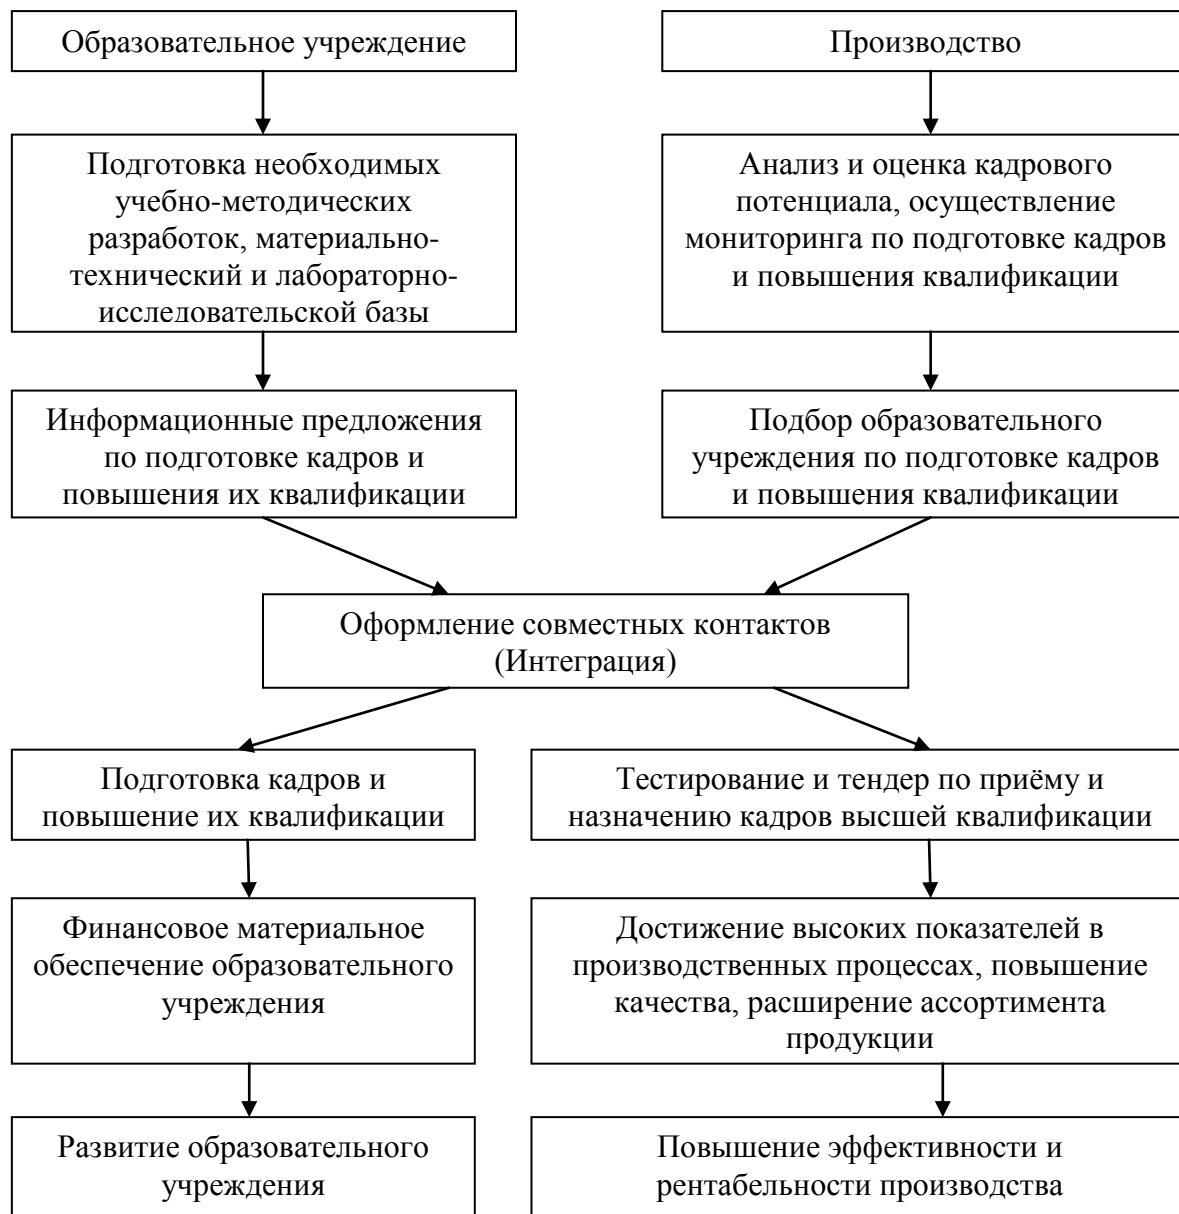 Образовательное учреждение
Производство
Подготовка необходимых
учебно-методических
разработок, материально-
технический и лабораторно-
исследовательской базы
Анализ и оценка кадрового
потенциала, осуществление
мониторинга по подготовке кадров
и повышения квалификации
Информационные предложения
по подготовке кадров и
повышения их квалификации
Подбор образовательного
учреждения по подготовке кадров
и повышения квалификации
Оформление совместных контактов
(Интеграция)
Подготовка кадров и
повышение их квалификации
Тестирование и тендер по приёму и
назначению кадров высшей квалификации
Финансовое материальное
обеспечение образовательного
учреждения
Достижение высоких показателей в
производственных процессах, повышение
качества, расширение ассортимента
продукции
Развитие образовательного
учреждения
Повышение эффективности и
рентабельности производства